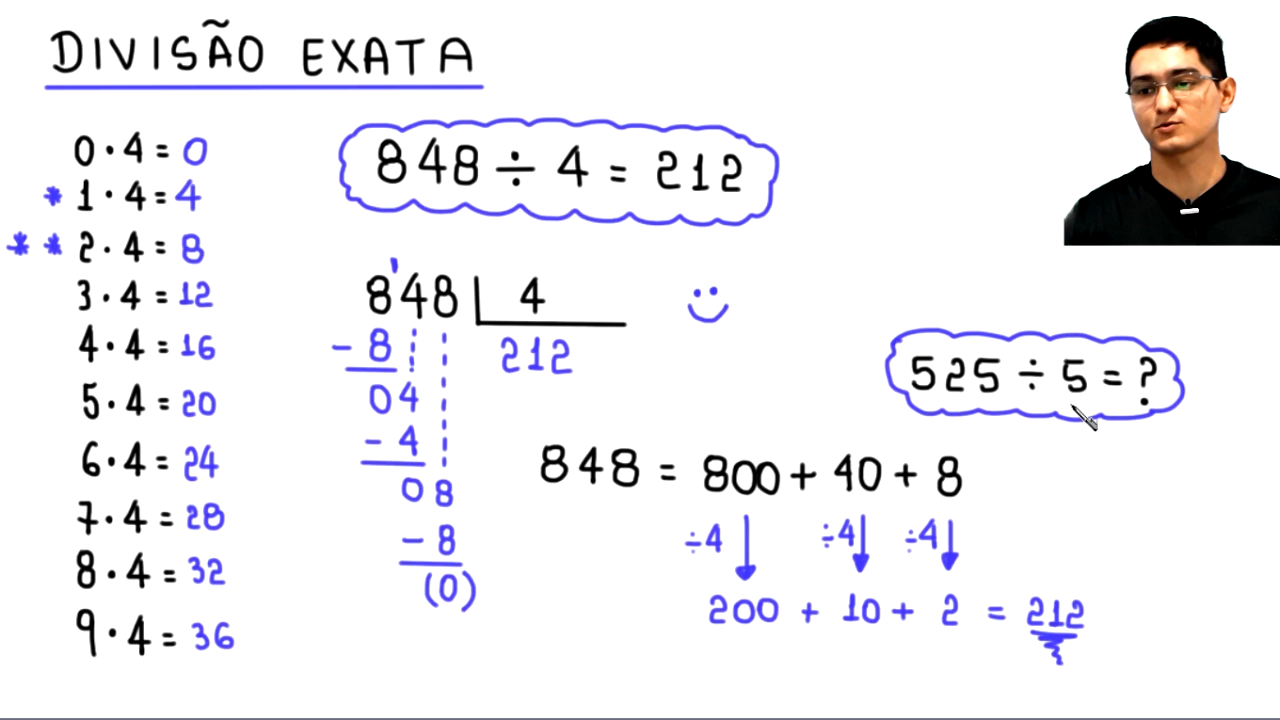 DIVISÃO EXATA
0 · 4 = 0
* 1 · 4 = 4
* * 2 · 4 = 8
3 · 4 = 12
4 · 4 = 16
5 · 4 = 20
6 · 4 = 24
7 · 4 = 28
8 · 4 = 32
9 · 4 = 36
848 ÷ 4 = 212
8'48 | 4
- 8 212
04
- 4
08
- 8
(0)
525 ÷ 5 = ?
848 = 800 + 40 + 8
÷4 ÷4 ÷4
200 + 10 + 2 = 212